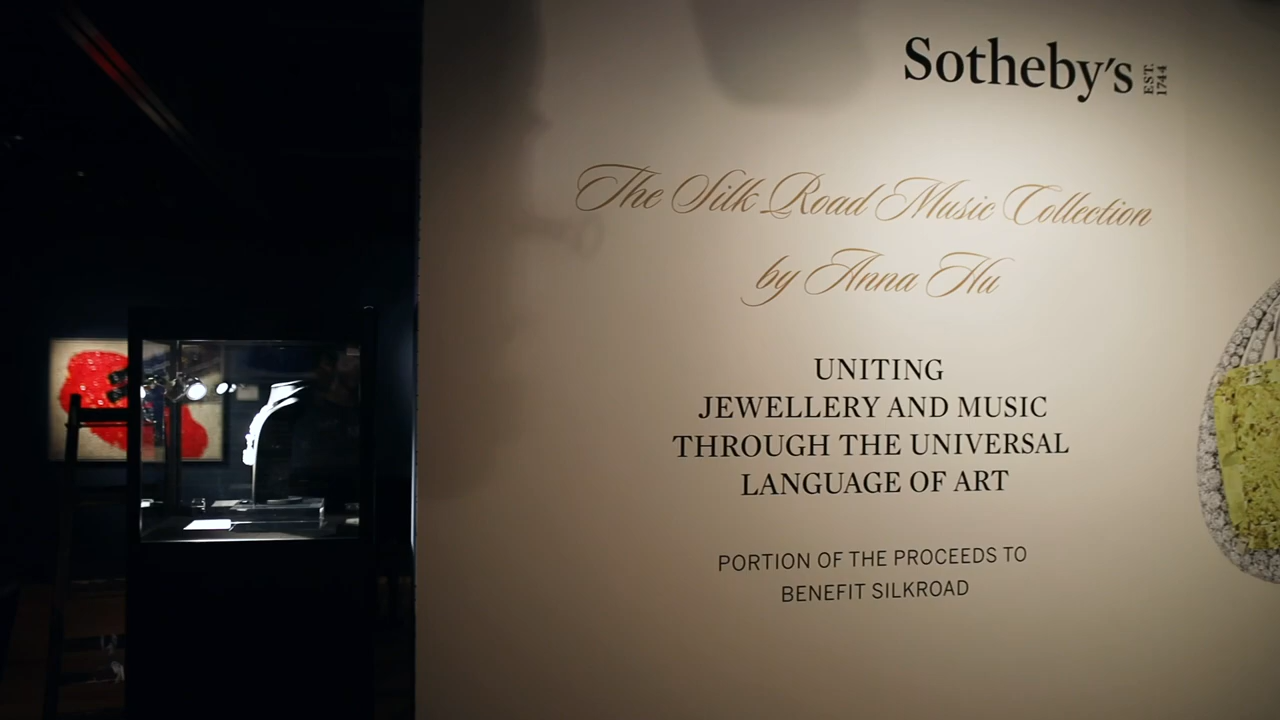 Sotheby's EST. 1744
The Silk Road Music Collection
by Anna Hu
UNITING
JEWELLERY AND MUSIC
THROUGH THE UNIVERSAL
LANGUAGE OF ART
PORTION OF THE PROCEEDS TO
BENEFIT SILKROAD